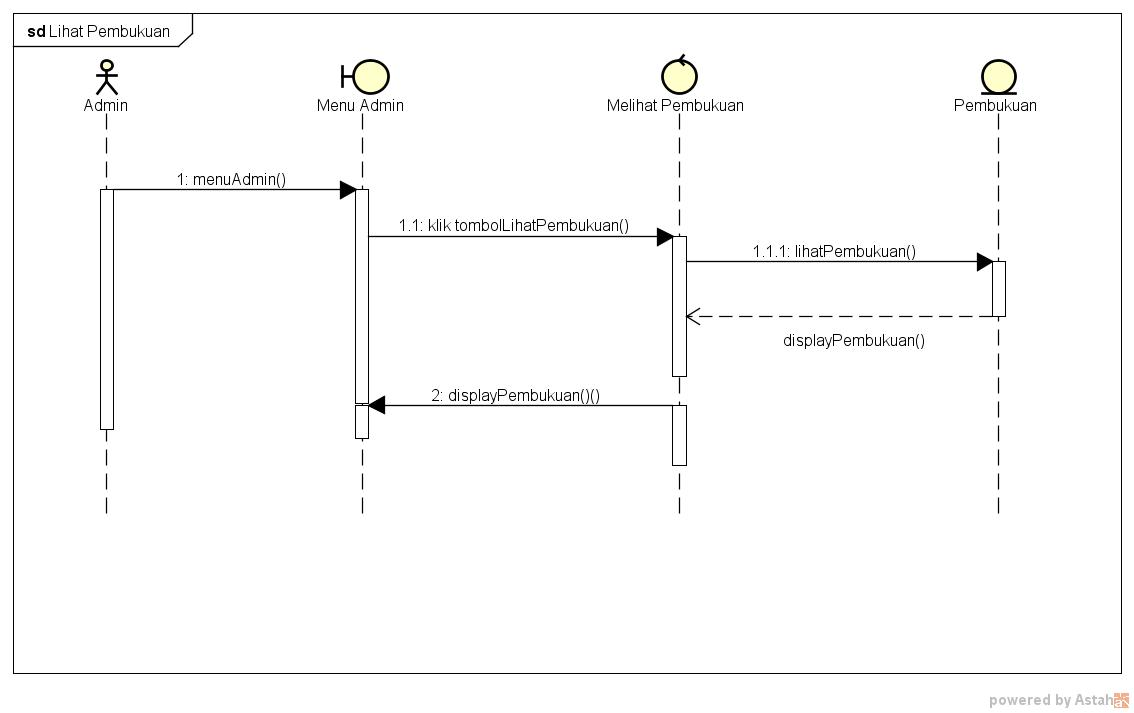 sd Lihat Pembukuan
Admin
Menu Admin
Melihat Pembukuan
Pembukuan
1: menuAdmin()
1.1: klik tombolLihatPembukuan()
1.1.1: lihatPembukuan()
displayPembukuan()
2: displayPembukuan()()
powered by Astah